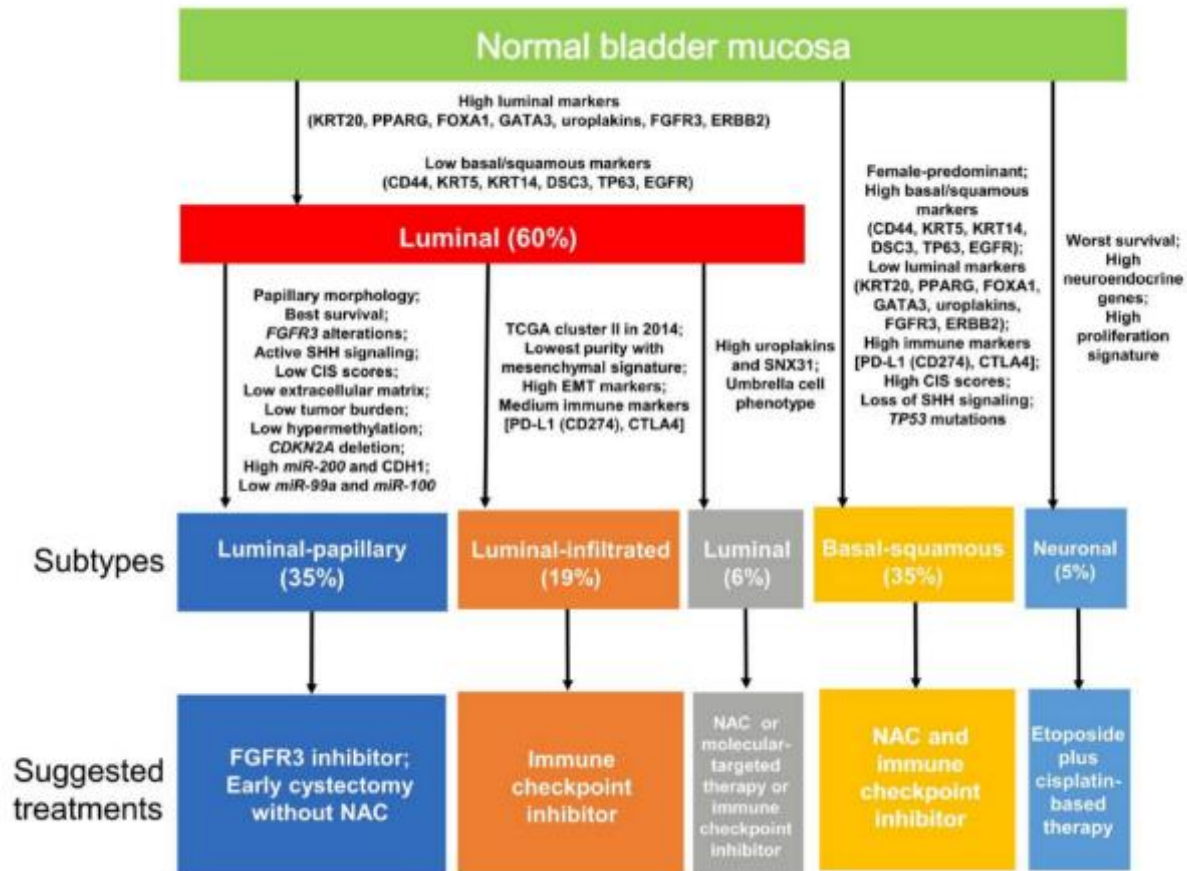 Normal bladder mucosa
High luminal markers
(KRT20, PPARG, FOXA1, GATA3, uroplakins, FGFR3, ERBB2)
Low basal/squamous markers
(CD44, KRT5, KRT14, DSC3, TP63, EGFR)
Luminal (60%)
Papillary morphology;
Best survival;
FGFR3 alterations;
Active SHH signaling;
Low CIS scores;
Low extracellular matrix;
Low tumor burden;
Low hypermethylation;
CDKN2A deletion;
High miR-200 and CDH1;
Low miR-99a and miR-100
TCGA cluster II in 2014;
Lowest purity with
mesenchymal signature;
High EMT markers;
Medium immune markers
[PD-L1 (CD274), CTLA4]
High uroplakins
and SNX31;
Umbrella cell
phenotype
Female-predominant;
High basal/squamous
markers
(CD44, KRT5, KRT14,
DSC3, TP63, EGFR);
Low luminal markers
(KRT20, PPARG, FOXA1,
GATA3, uroplakins,
FGFR3, ERBB2);
High immune markers
[PD-L1 (CD274), CTLA4];
High CIS scores;
Loss of SHH signaling;
TP53 mutations
Worst survival;
High
neuroendocrine
genes;
High
proliferation
signature
Subtypes
Luminal-papillary
(35%)
Luminal-infiltrated
(19%)
Luminal
(6%)
Basal-squamous
(35%)
Neuronal
(5%)
Suggested
treatments
FGFR3 inhibitor;
Early cystectomy
without NAC
Immune
checkpoint
inhibitor
NAC or
molecular-
targeted
therapy or
immune
checkpoint
inhibitor
NAC and
immune
checkpoint
inhibitor
Etoposide
plus
cisplatin-
based
therapy